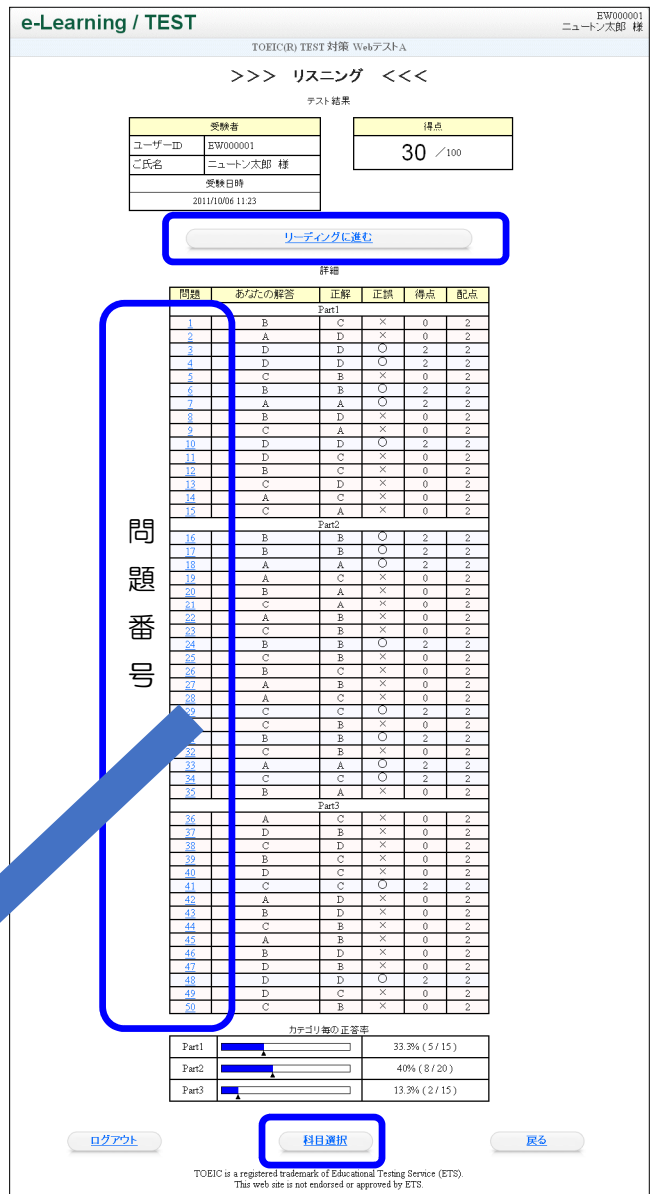 e-Learning / TEST
EW000001
ニュートン太郎 様
TOEIC(R) TEST 対策 WebテストA
>>> リスニング <<<
テスト結果
受験者
ユーザーID EW000001
ご氏名 ニュートン太郎 様
受験日時
2011/10/06 11:23
得点
30 ／100
リーディングに進む
詳細
問題 あなたの解答 正解 正誤 得点 配点
Part1
1 B C × 0 2
2 A D × 0 2
3 D D ○ 2 2
4 D D ○ 2 2
5 C B × 0 2
6 B B ○ 2 2
7 A A ○ 2 2
8 B D × 0 2
9 C A × 0 2
10 D D ○ 2 2
11 D C × 0 2
12 B C × 0 2
13 C D × 0 2
14 A C × 0 2
15 C A × 0 2
Part2
16 B B ○ 2 2
17 B B ○ 2 2
18 A A ○ 2 2
19 A C × 0 2
20 B A × 0 2
21 C A × 0 2
22 A B × 0 2
23 C B × 0 2
24 B B ○ 2 2
25 C B × 0 2
26 B C × 0 2
27 A B × 0 2
28 A C × 0 2
29 C C ○ 2 2
C B × 0 2
B B ○ 2 2
32 C B × 0 2
33 A A ○ 2 2
34 C C ○ 2 2
35 B A × 0 2
Part3
36 A C × 0 2
37 D B × 0 2
38 C D × 0 2
39 B C × 0 2
40 D C × 0 2
41 C C ○ 2 2
42 A D × 0 2
43 B D × 0 2
44 C B × 0 2
45 A B × 0 2
46 B D × 0 2
47 D B × 0 2
48 D D ○ 2 2
49 D C × 0 2
50 C B × 0 2
問題番号
カテゴリ毎の正答率
Part1 33.3% ( 5 / 15 )
Part2 40% ( 8 / 20 )
Part3 13.3% ( 2 / 15 )
ログアウト 科目選択 戻る
TOEIC is a registered trademark of Educational Testing Service (ETS).
This web site is not endorsed or approved by ETS.